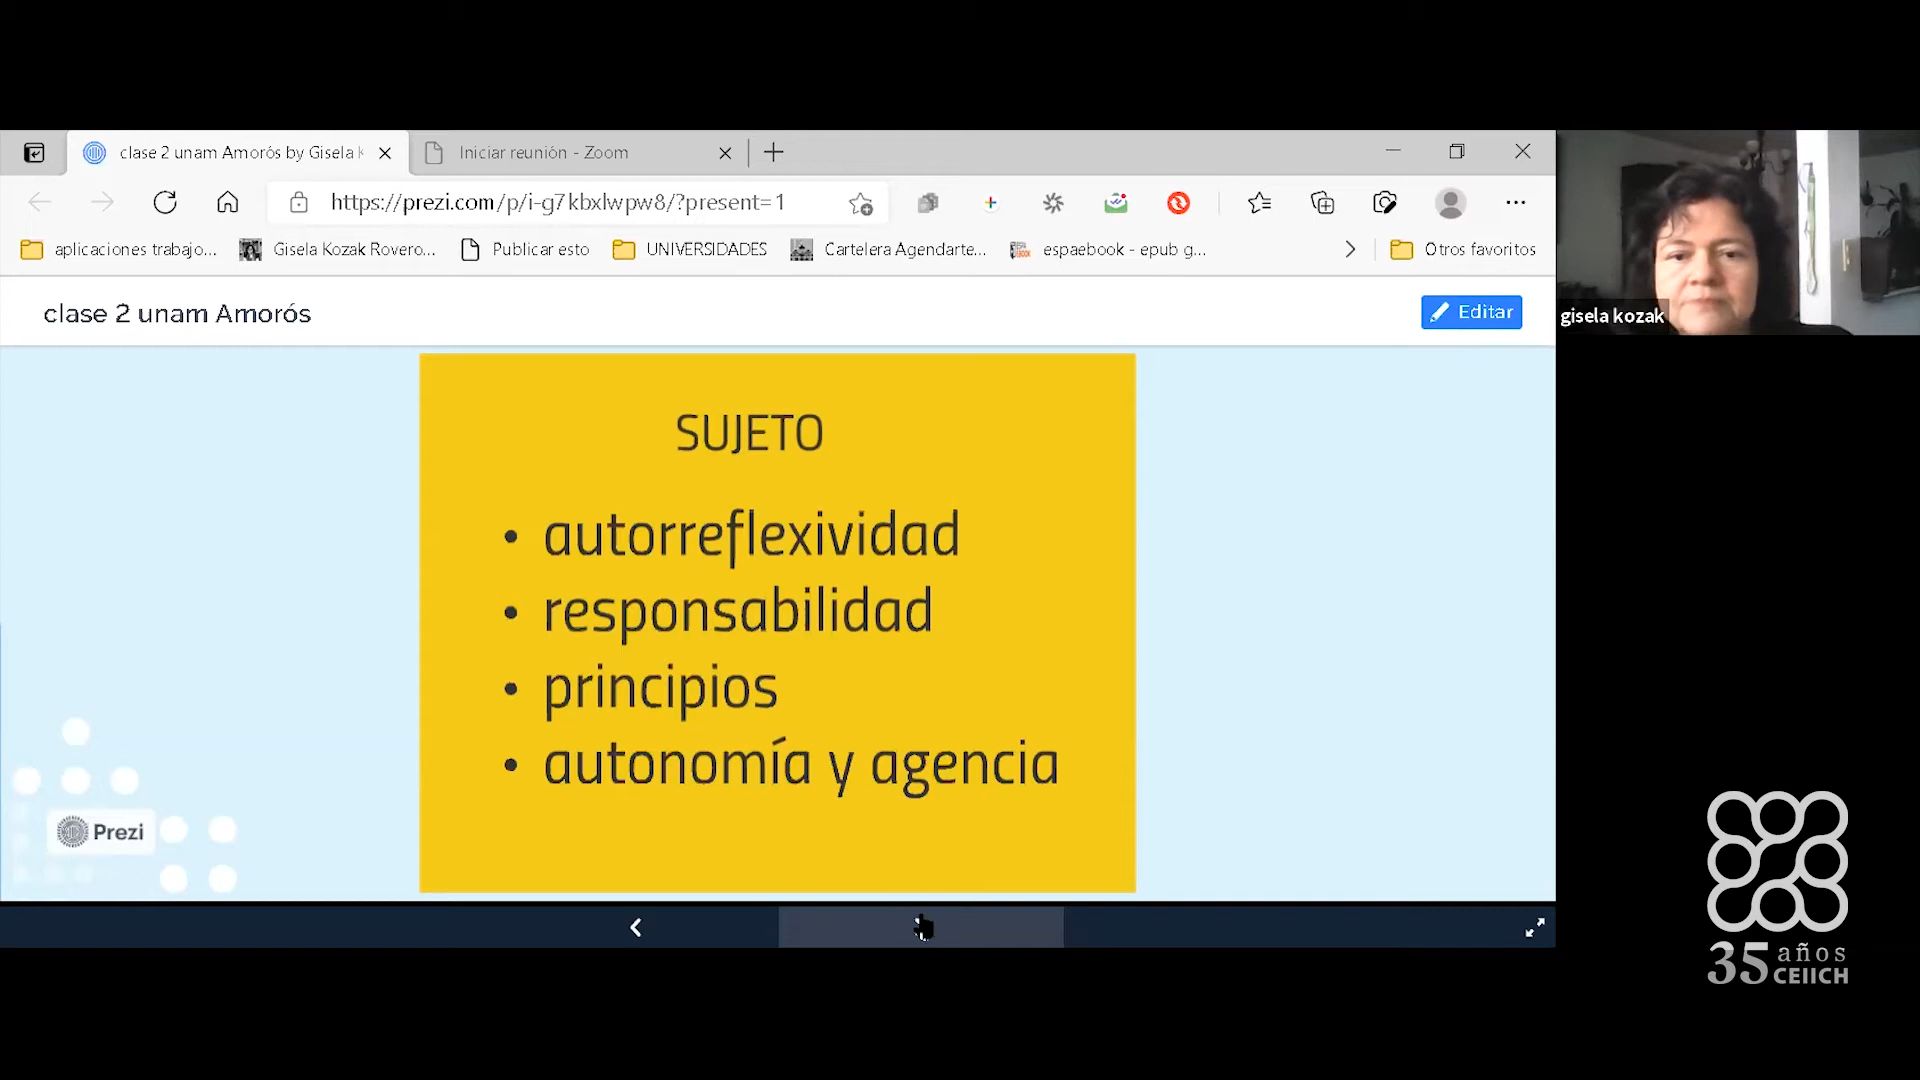 clase 2 unam Amorós by Gisela K
Iniciar reunión - Zoom
https://prezi.com/p/i-g7kbxlwpw8/?present=1
aplicaciones trabajo...
Gisela Kozak Rovero...
Publicar esto
UNIVERSIDADES
Cartelera Agendarte...
espaebook - epub g...
Otros favoritos
clase 2 unam Amorós
Editar
gisela kozak
SUJETO
• autorreflexividad
• responsabilidad
• principios
• autonomía y agencia
Prezi
35 años
CEIICH